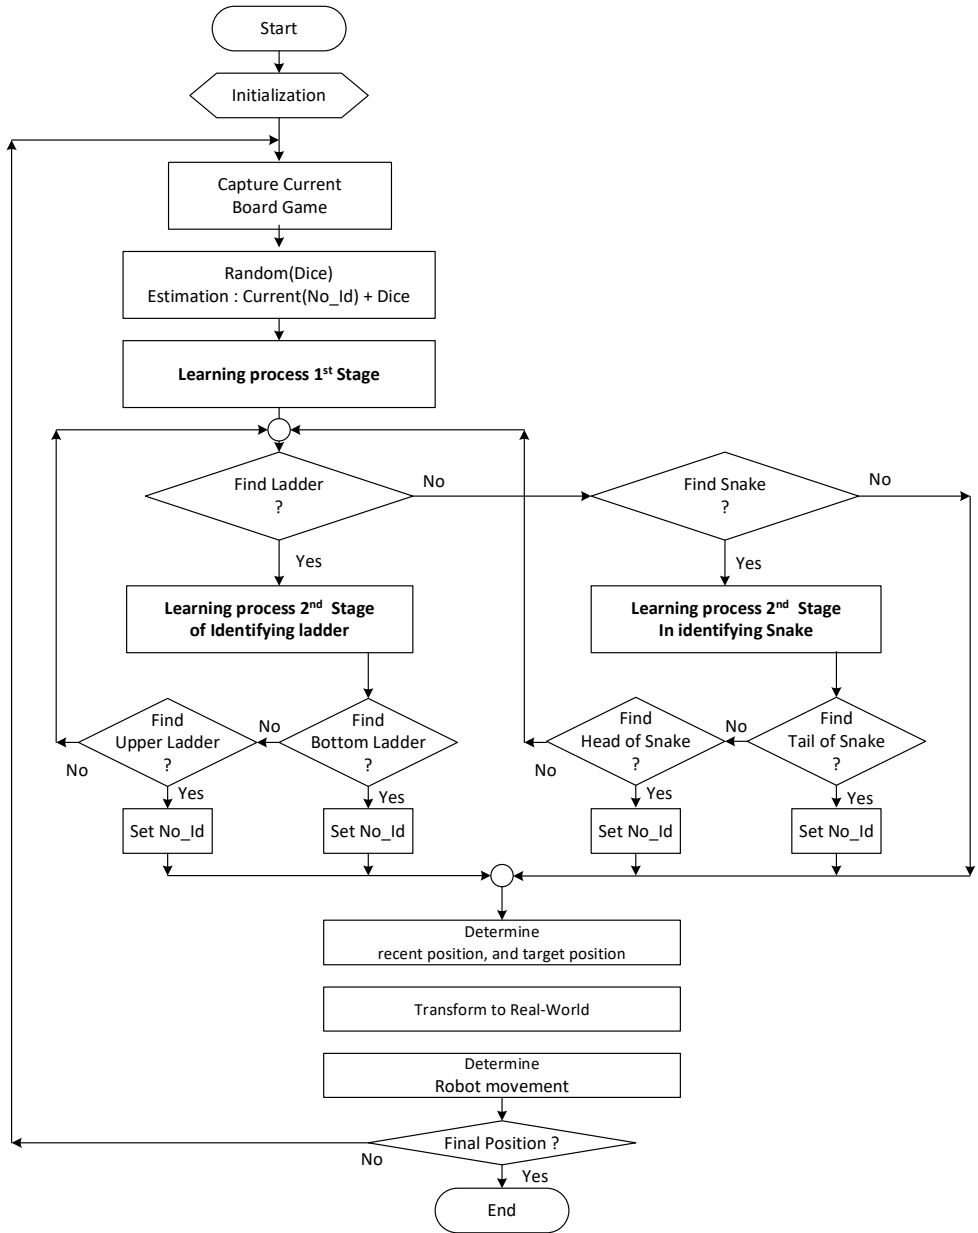 Start
Initialization
Capture Current
Board Game
Random(Dice)
Estimation : Current(No_Id) + Dice
Learning process 1st Stage
Find Ladder
?
No
Find Snake
?
No
Yes
Yes
Learning process 2nd Stage
of Identifying ladder
Learning process 2nd Stage
In identifying Snake
Find
Upper Ladder
?
No
Find
Bottom Ladder
?
No
Find
Head of Snake
?
No
Find
Tail of Snake
?
No
Yes
Yes
Yes
Yes
Set No_Id
Set No_Id
Set No_Id
Set No_Id
Determine
recent position, and target position
Transform to Real-World
Determine
Robot movement
Final Position ?
No
Yes
End